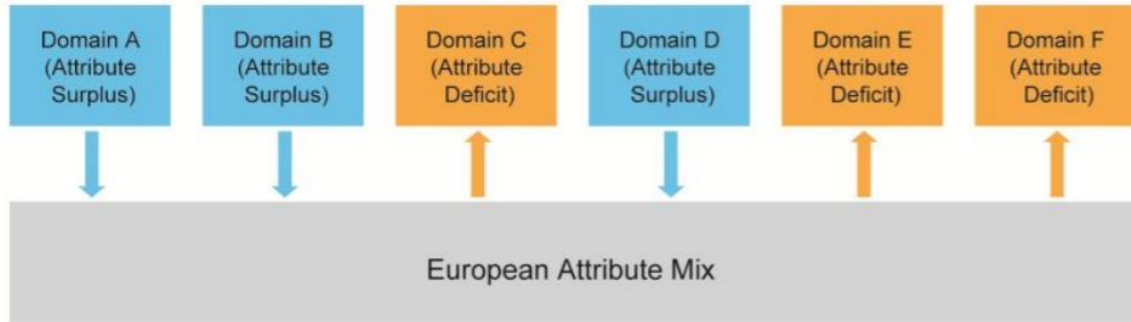 Domain A
(Attribute
Surplus)
Domain B
(Attribute
Surplus)
Domain C
(Attribute
Deficit)
Domain D
(Attribute
Surplus)
Domain E
(Attribute
Deficit)
Domain F
(Attribute
Deficit)
European Attribute Mix